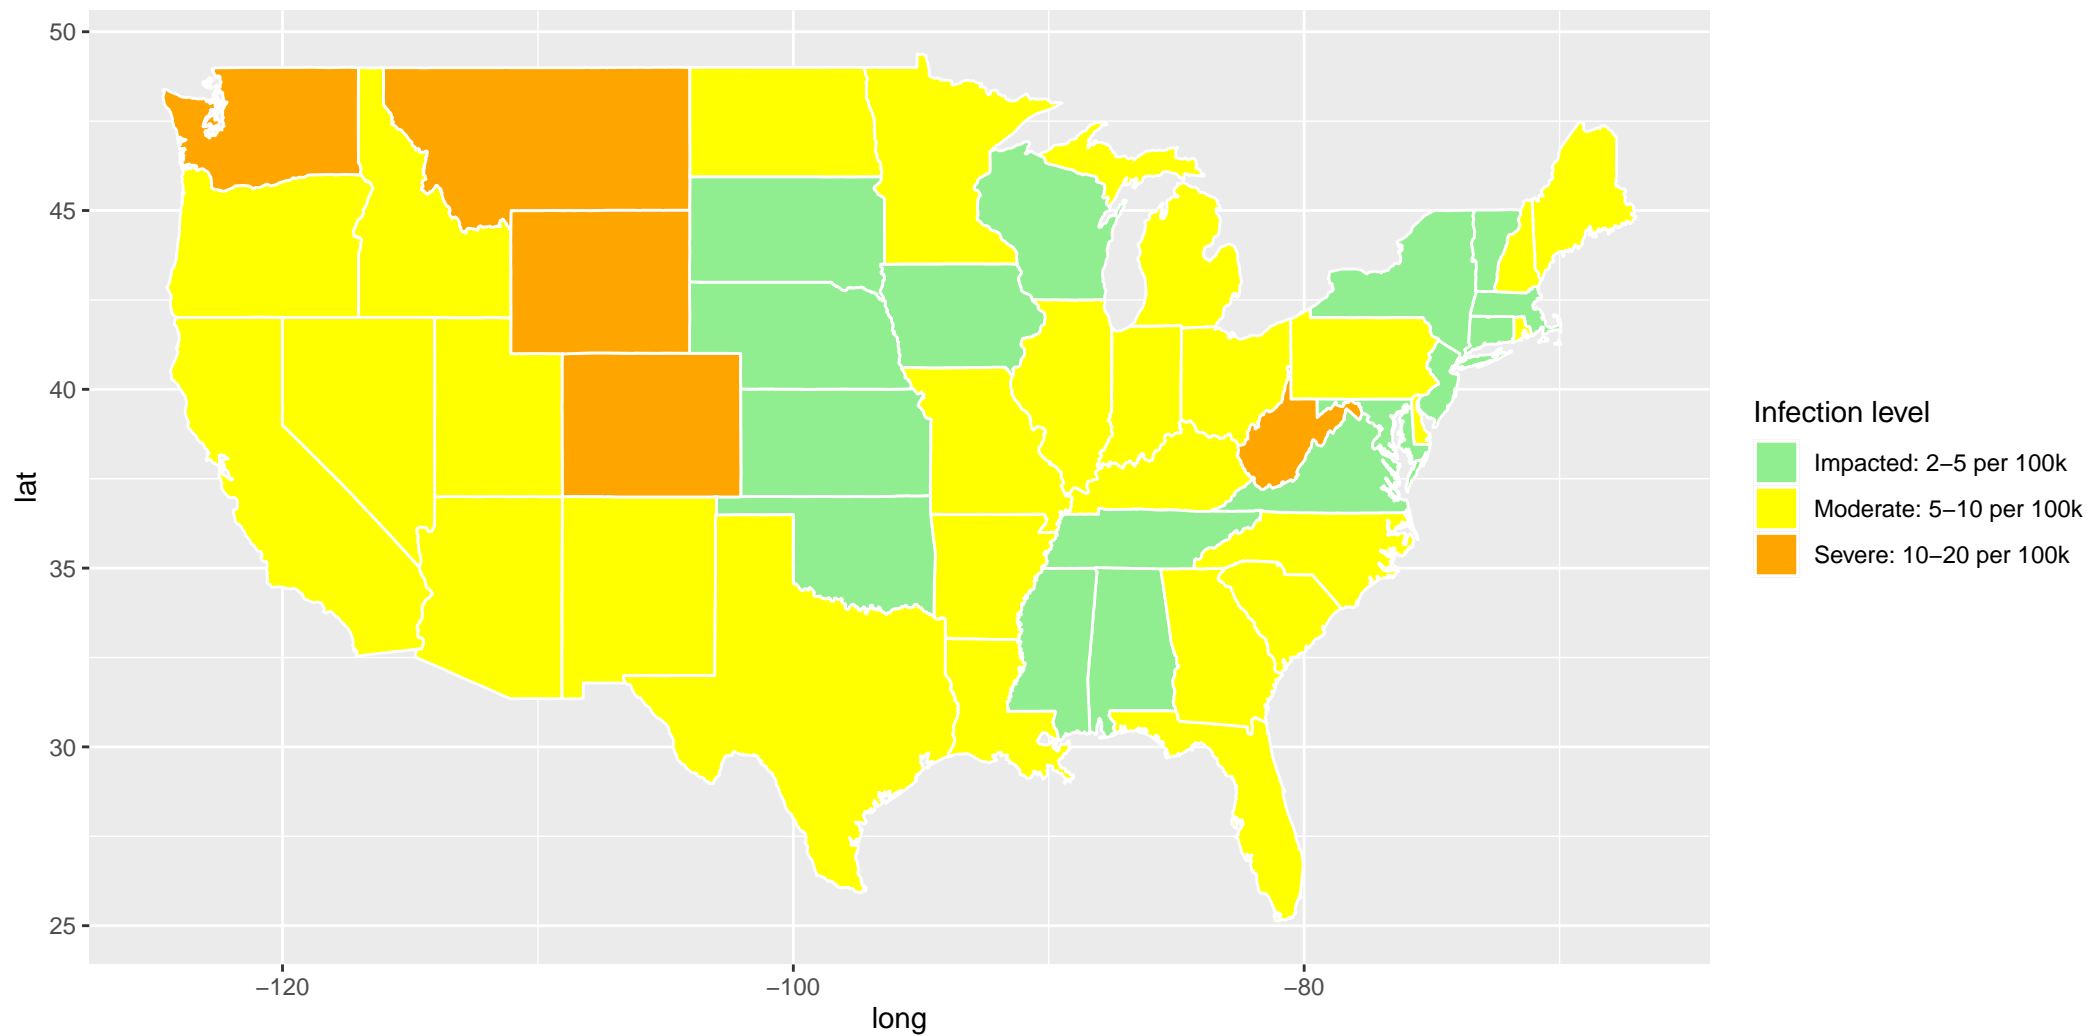 50
45
40
35
30
25
lat
−120
−100
−80
long
Infection level
Impacted: 2−5 per 100k
Moderate: 5−10 per 100k
Severe: 10−20 per 100k